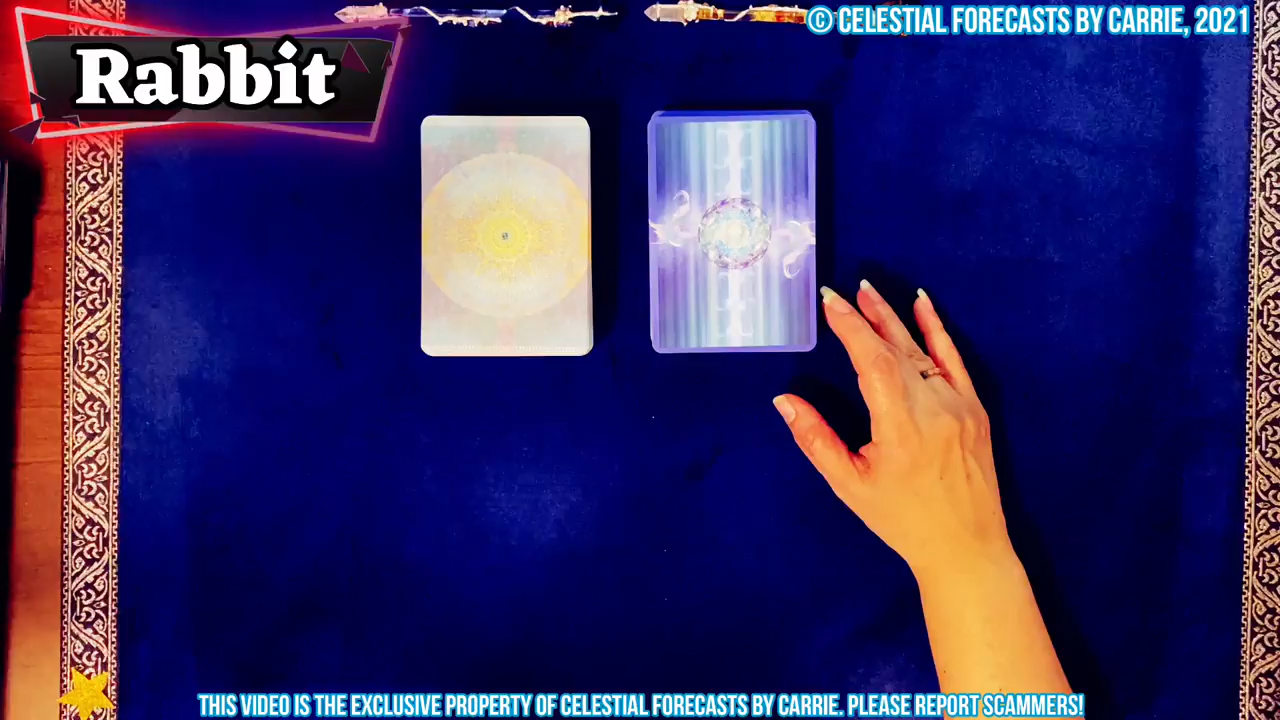 © CELESTIAL FORECASTS BY CARRIE, 2021
Rabbit
THIS VIDEO IS THE EXCLUSIVE PROPERTY OF CELESTIAL FORECASTS BY CARRIE. PLEASE REPORT SCAMMERS!